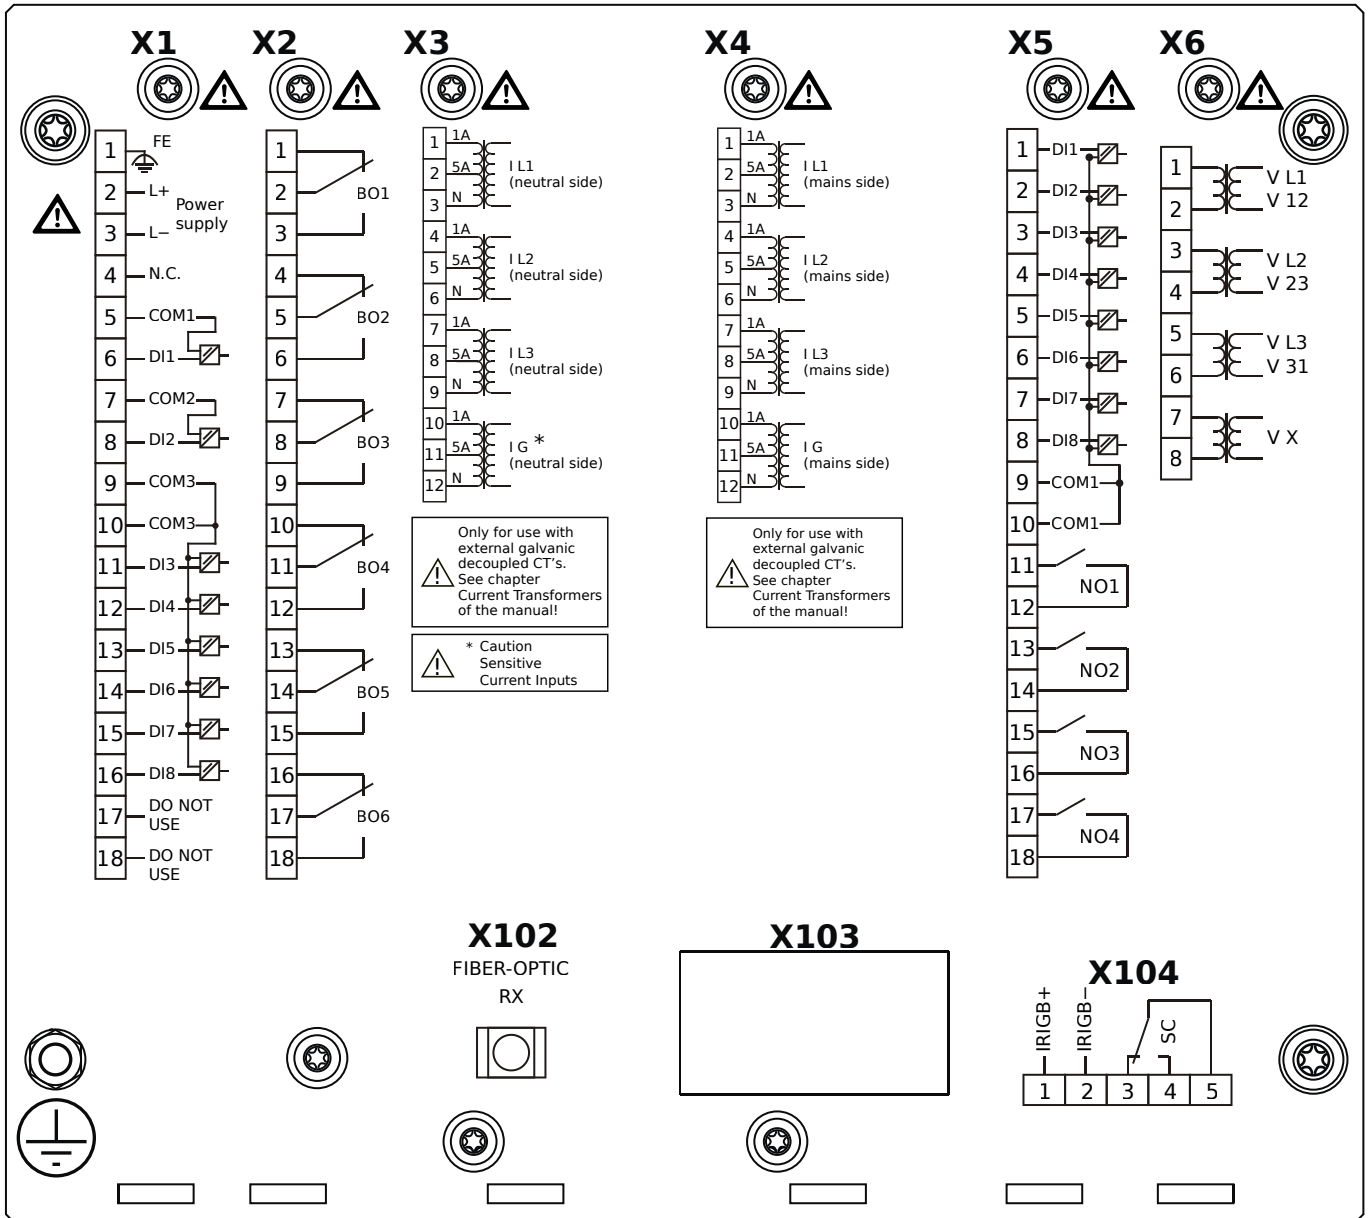 X1
X2
X3
X4
X5
X6
1
FE
2
L+
Power
supply
3
L−
4
N.C.
5
COM1
6
DI1
7
COM2
8
DI2
9
COM3
10
COM3
11
DI3
12
DI4
13
DI5
14
DI6
15
DI7
16
DI8
17
DO NOT
USE
18
DO NOT
USE
1
2
BO1
3
4
5
BO2
6
7
8
BO3
9
10
11
BO4
12
13
14
BO5
15
16
17
BO6
18
1
1A
2
5A
3
N
I L1
(neutral side)
4
1A
5
5A
6
N
I L2
(neutral side)
7
1A
8
5A
9
N
I L3
(neutral side)
10
1A
11
5A
12
N
I G *
(neutral side)
Only for use with
external galvanic
decoupled CT's.
See chapter
Current Transformers
of the manual!
* Caution
Sensitive
Current Inputs
1
1A
2
5A
3
N
I L1
(mains side)
4
1A
5
5A
6
N
I L2
(mains side)
7
1A
8
5A
9
N
I L3
(mains side)
10
1A
11
5A
12
N
I G
(mains side)
Only for use with
external galvanic
decoupled CT's.
See chapter
Current Transformers
of the manual!
1
DI1
2
DI2
3
DI3
4
DI4
5
DI5
6
DI6
7
DI7
8
DI8
9
COM1
10
COM1
11
NO1
12
13
NO2
14
15
NO3
16
17
NO4
18
1
V L1
2
V 12
3
V L2
4
V 23
5
V L3
6
V 31
7
V X
8
X102
FIBER-OPTIC
RX
X103
X104
IRIGB+
IRIGB−
SC
1
2
3
4
5